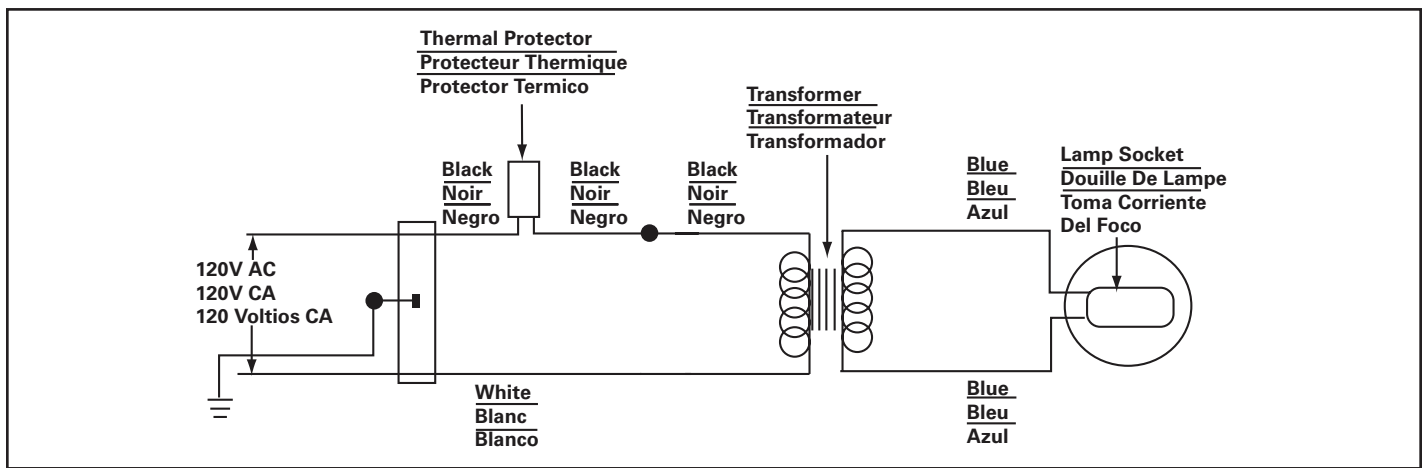 Thermal Protector
Protecteur Thermique
Protector Termico
Transformer
Transformateur
Transformador
Black
Noir
Negro
Black
Noir
Negro
Black
Noir
Negro
Blue
Bleu
Azul
Lamp Socket
Douille De Lampe
Toma Corriente
Del Foco
120V AC
120V CA
120 Voltios CA
White
Blanc
Blanco
Blue
Bleu
Azul